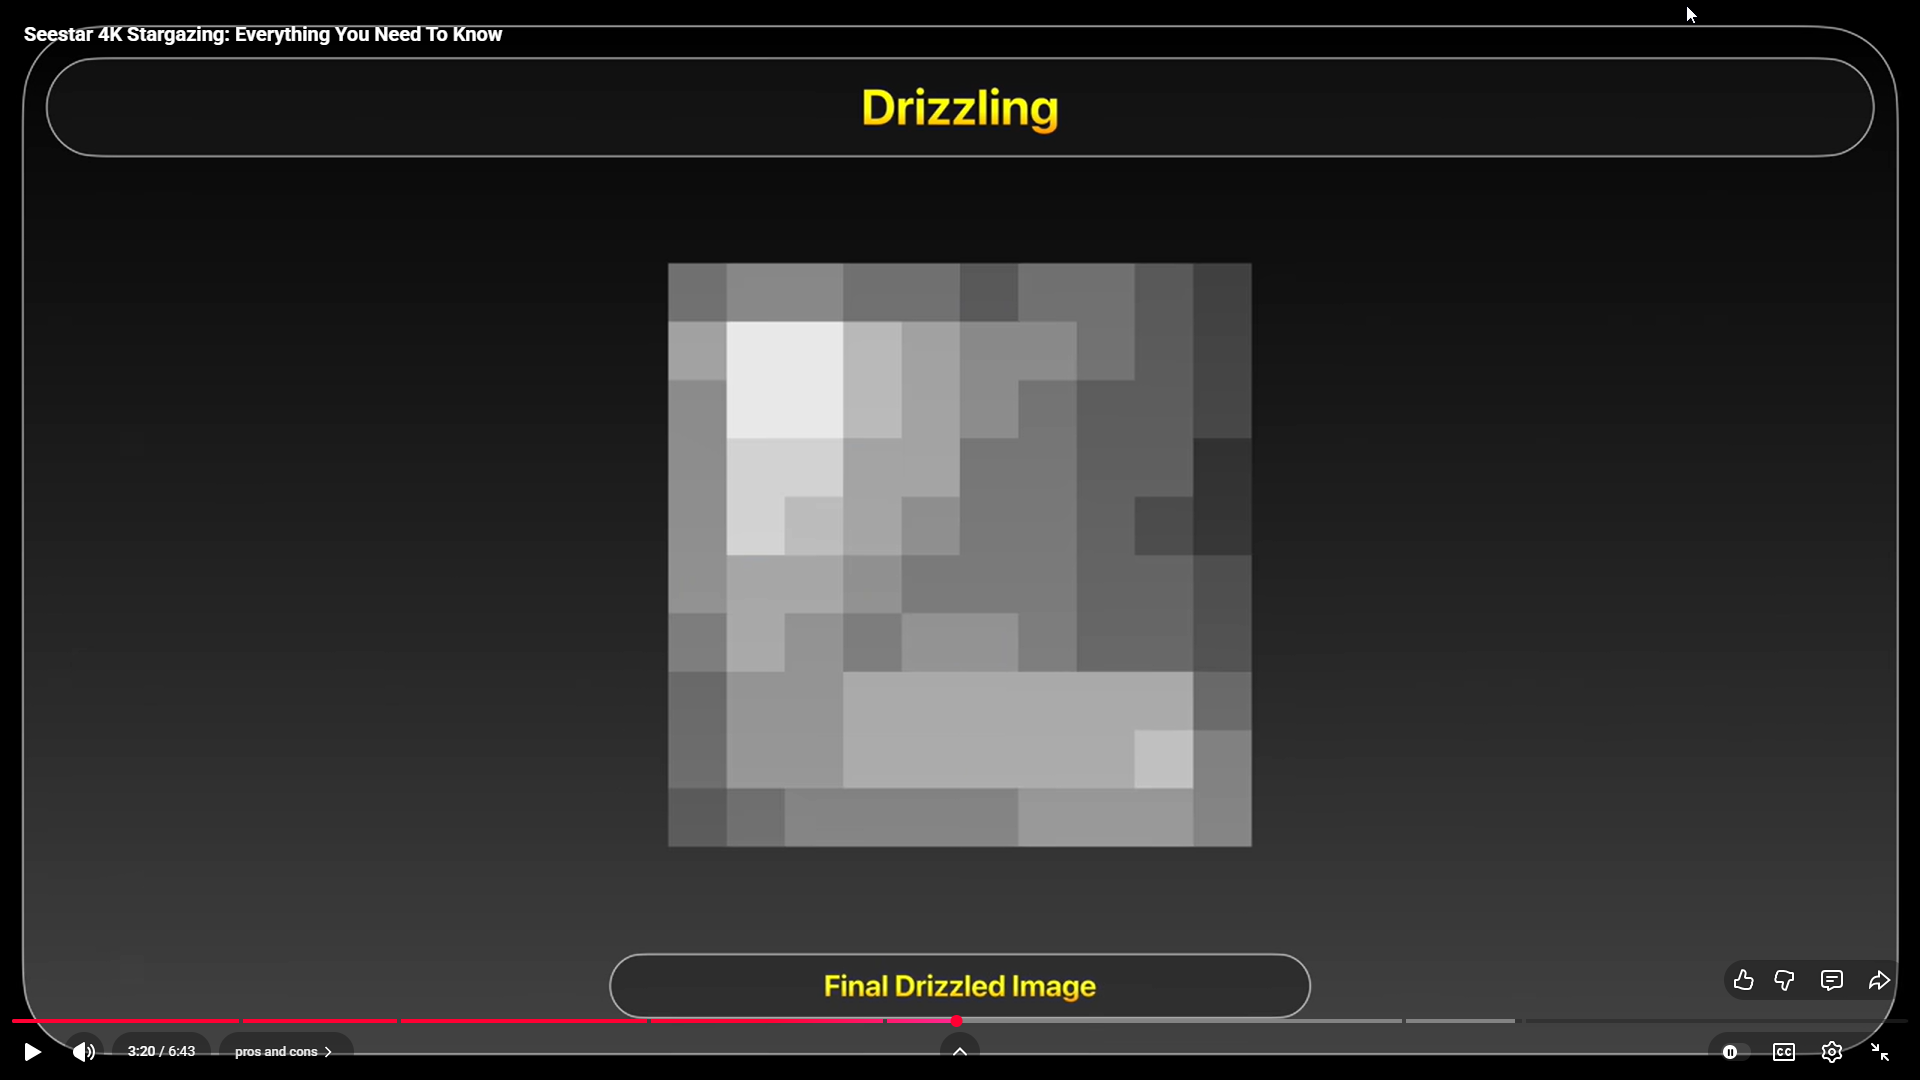 Seestar 4K Stargazing: Everything You Need To Know
Drizzling
Final Drizzled Image
3:20 / 6:43
pros and cons
CC